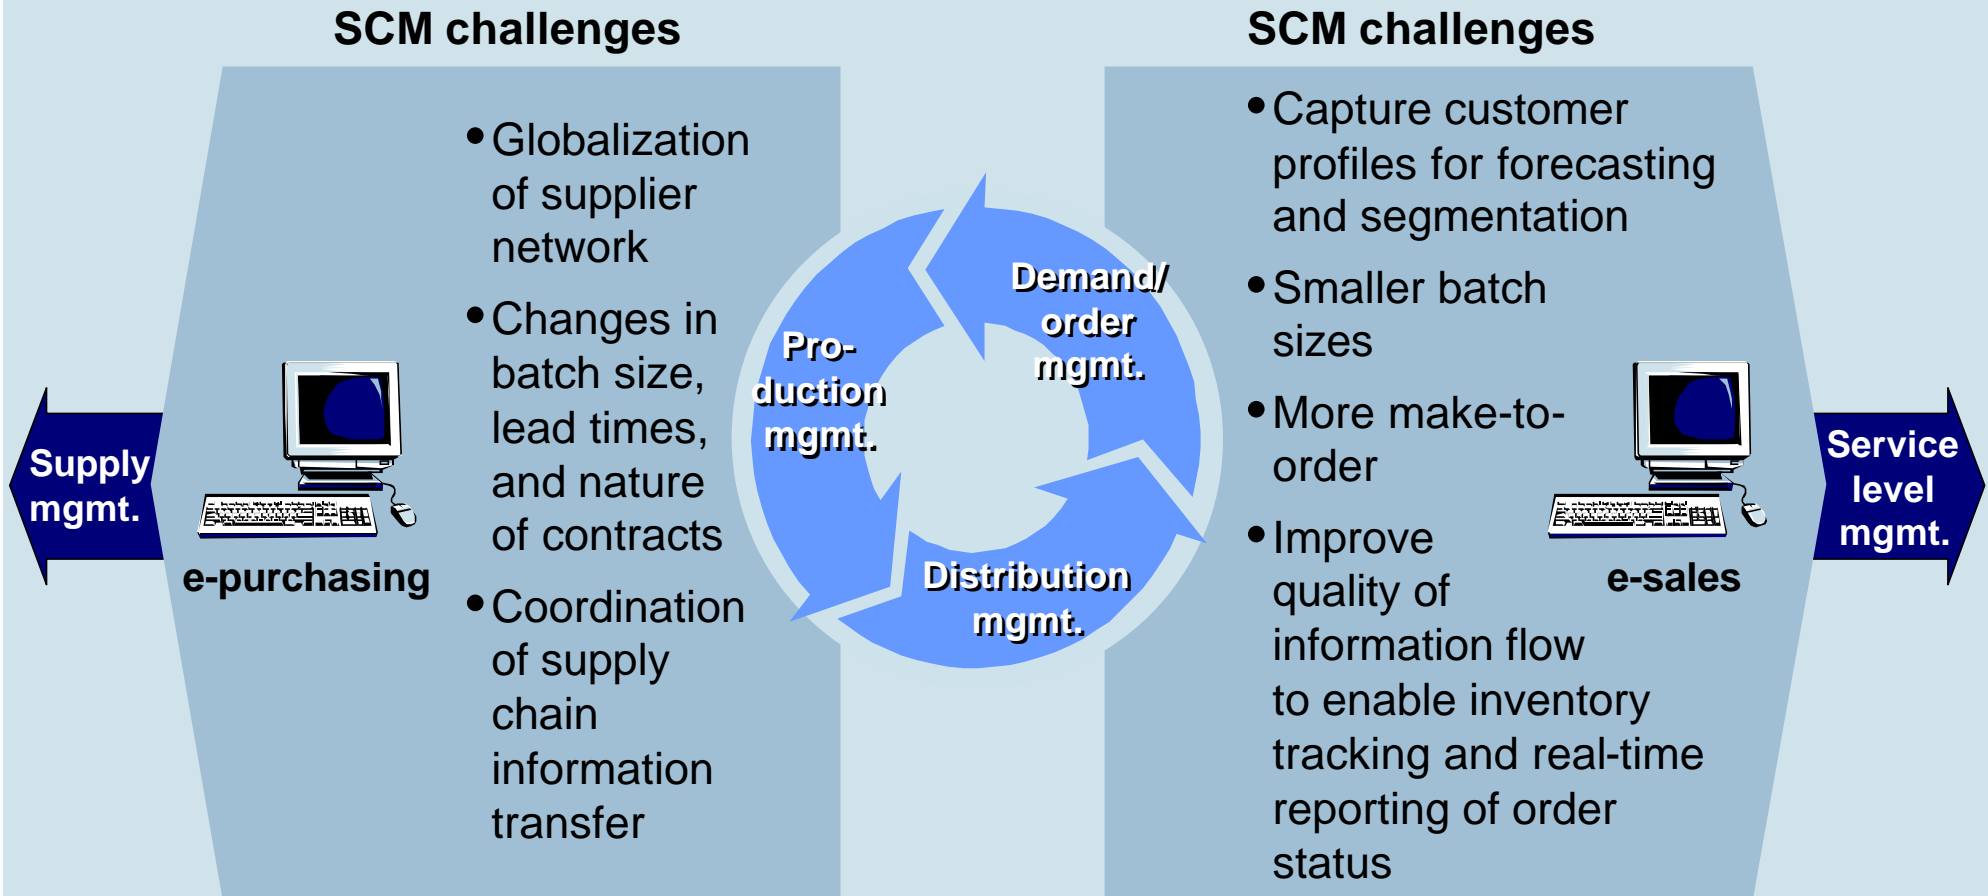 SCM challenges
Supply
mgmt.
e-purchasing
•Globalization
of supplier
network
•Changes in
batch size,
lead times,
and nature
of contracts
•Coordination
of supply
chain
information
transfer
Pro-
duction
mgmt.
Demand/
order
mgmt.
Distribution
mgmt.
SCM challenges
•Capture customer
profiles for forecasting
and segmentation
•Smaller batch
sizes
•More make-to-
order
•Improve
quality of
information flow
to enable inventory
tracking and real-time
reporting of order
status
e-sales
Service
level
mgmt.